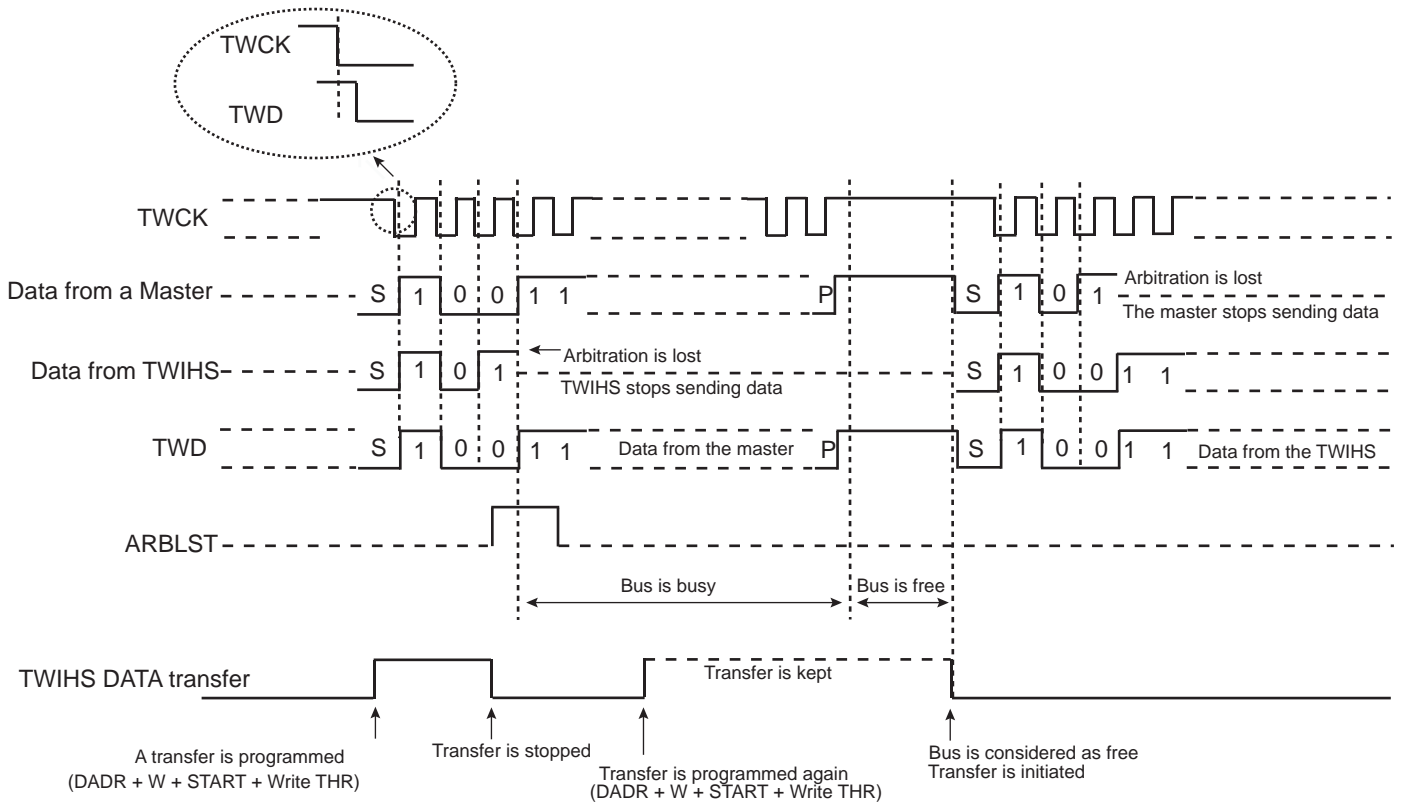 TWCK
TWD
TWCK
Data from a Master S 1 0 0 1 1 P S 1 0 1 Arbitration is lost
The master stops sending data
Data from TWIHS S 1 0 1 Arbitration is lost S 1 0 0 1 1
TWIHS stops sending data
TWD S 1 0 0 1 1 Data from the master P S 1 0 0 1 1 Data from the TWIHS
ARBLST
Bus is busy Bus is free
TWIHS DATA transfer Transfer is kept
A transfer is programmed
(DADR + W + START + Write THR)
Transfer is stopped
Transfer is programmed again
(DADR + W + START + Write THR)
Bus is considered as free
Transfer is initiated